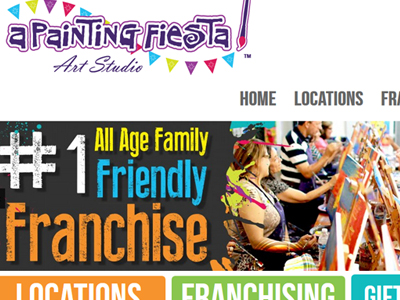 a PaintiNg Fiesta!
Art Studio
TM
HOME LOCATIONS FRA
#1 All Age Family
Friendly
Franchise
LOCATIONS FRANCHISING GIFT